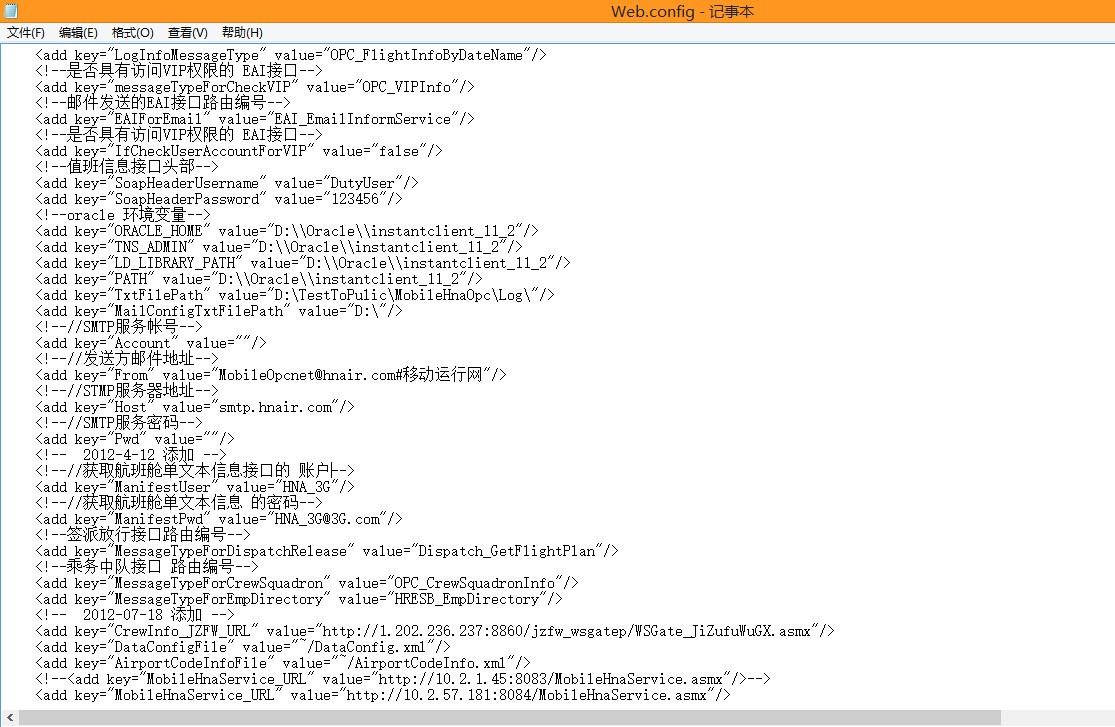 Web.config - 记事本
文件(F) 编辑(E) 格式(O) 查看(V) 帮助(H)
<add key="LogInfoMessageType" value="OPC_FlightInfoByDateName"/>
<!--是否具有访问VIP权限的 EAI接口-->
<add key="messageTypeForCheckVIP" value="OPC_VIPInfo"/>
<!--邮件发送的EAI接口路由编号-->
<add key="EAIForEmail" value="EAI_EmailInformService"/>
<!--是否具有访问VIP权限的 EAI接口-->
<add key="IfCheckUserAccountForVIP" value="false"/>
<!--值班信息接口头部-->
<add key="SoapHeaderUsername" value="DutyUser"/>
<add key="SoapHeaderPassword" value="123456"/>
<!--oracle 环境变量-->
<add key="ORACLE_HOME" value="D:\\Oracle\\instantclient_11_2"/>
<add key="TNS_ADMIN" value="D:\\Oracle\\instantclient_11_2"/>
<add key="LD_LIBRARY_PATH" value="D:\\Oracle\\instantclient_11_2"/>
<add key="PATH" value="D:\\Oracle\\instantclient_11_2"/>
<add key="TxtFilePath" value="D:\TestToPulic\MobileHnaOpc\Log\"/>
<add key="MailConfigTxtFilePath" value="D:\"/>
<!--//SMTP服务帐号-->
<add key="Account" value=""/>
<!--//发送方邮件地址-->
<add key="From" value="MobileOpcnet@hnair.com#移动运行网"/>
<!--//STMP服务器地址-->
<add key="Host" value="smtp.hnair.com"/>
<!--//SMTP服务密码-->
<add key="Pwd" value=""/>
<!--  2012-4-12 添加 -->
<!--//获取航班舱单文本信息接口的 账户-->
<add key="ManifestUser" value="HNA_3G"/>
<!--//获取航班舱单文本信息 的密码-->
<add key="ManifestPwd" value="HNA_3G@3G.com"/>
<!--签派放行接口路由编号-->
<add key="MessageTypeForDispatchRelease" value="Dispatch_GetFlightPlan"/>
<!--乘务中队接口 路由编号-->
<add key="MessageTypeForCrewSquadron" value="OPC_CrewSquadronInfo"/>
<add key="MessageTypeForEmpDirectory" value="HRESB_EmpDirectory"/>
<!--  2012-07-18 添加 -->
<add key="CrewInfo_JZFW_URL" value="http://1.202.236.237:8860/jzfw_wsgatep/WSGate_JiZufuWuGX.asmx"/>
<add key="DataConfigFile" value="~/DataConfig.xml"/>
<add key="AirportCodeInfoFile" value="~/AirportCodeInfo.xml"/>
<!--<add key="MobileHnaService_URL" value="http://10.2.1.45:8083/MobileHnaService.asmx"/>-->
<add key="MobileHnaService_URL" value="http://10.2.57.181:8084/MobileHnaService.asmx"/>